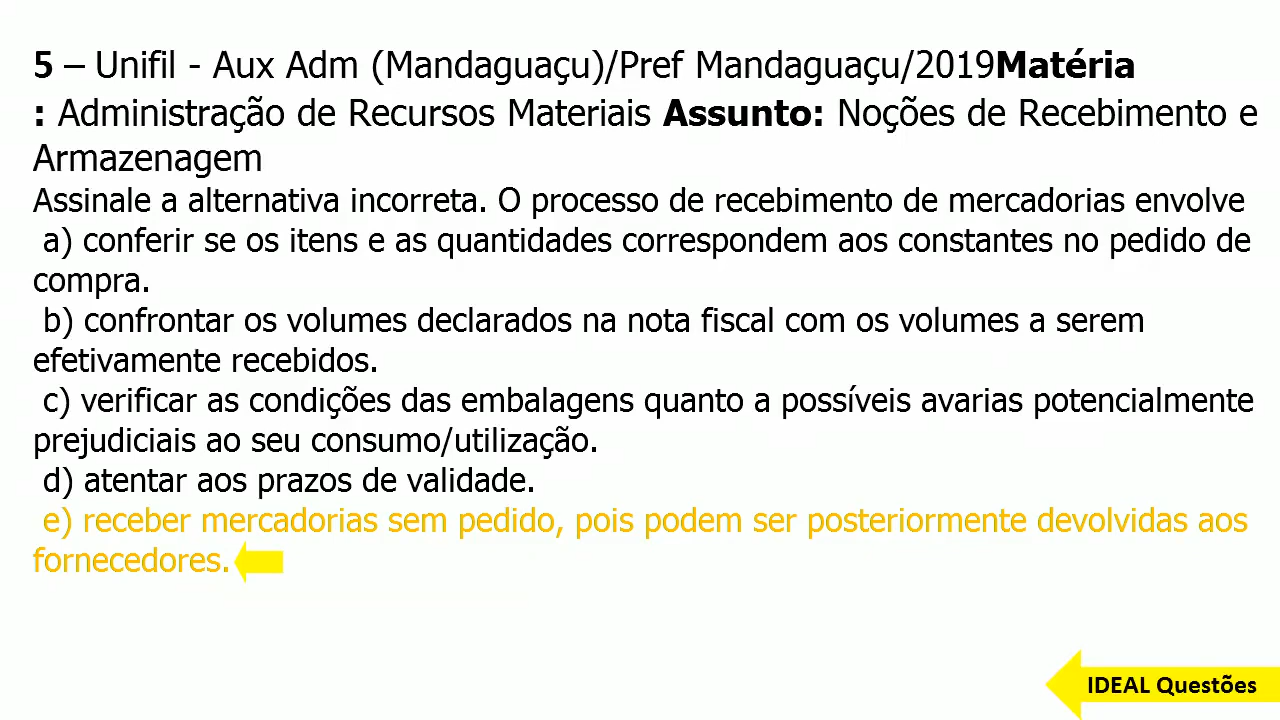 5 – Unifil - Aux Adm (Mandaguaçu)/Pref Mandaguaçu/2019Matéria
: Administração de Recursos Materiais Assunto: Noções de Recebimento e
Armazenagem
Assinale a alternativa incorreta. O processo de recebimento de mercadorias envolve
a) conferir se os itens e as quantidades correspondem aos constantes no pedido de
compra.
b) confrontar os volumes declarados na nota fiscal com os volumes a serem
efetivamente recebidos.
c) verificar as condições das embalagens quanto a possíveis avarias potencialmente
prejudiciais ao seu consumo/utilização.
d) atentar aos prazos de validade.
e) receber mercadorias sem pedido, pois podem ser posteriormente devolvidas aos
fornecedores.
IDEAL Questões